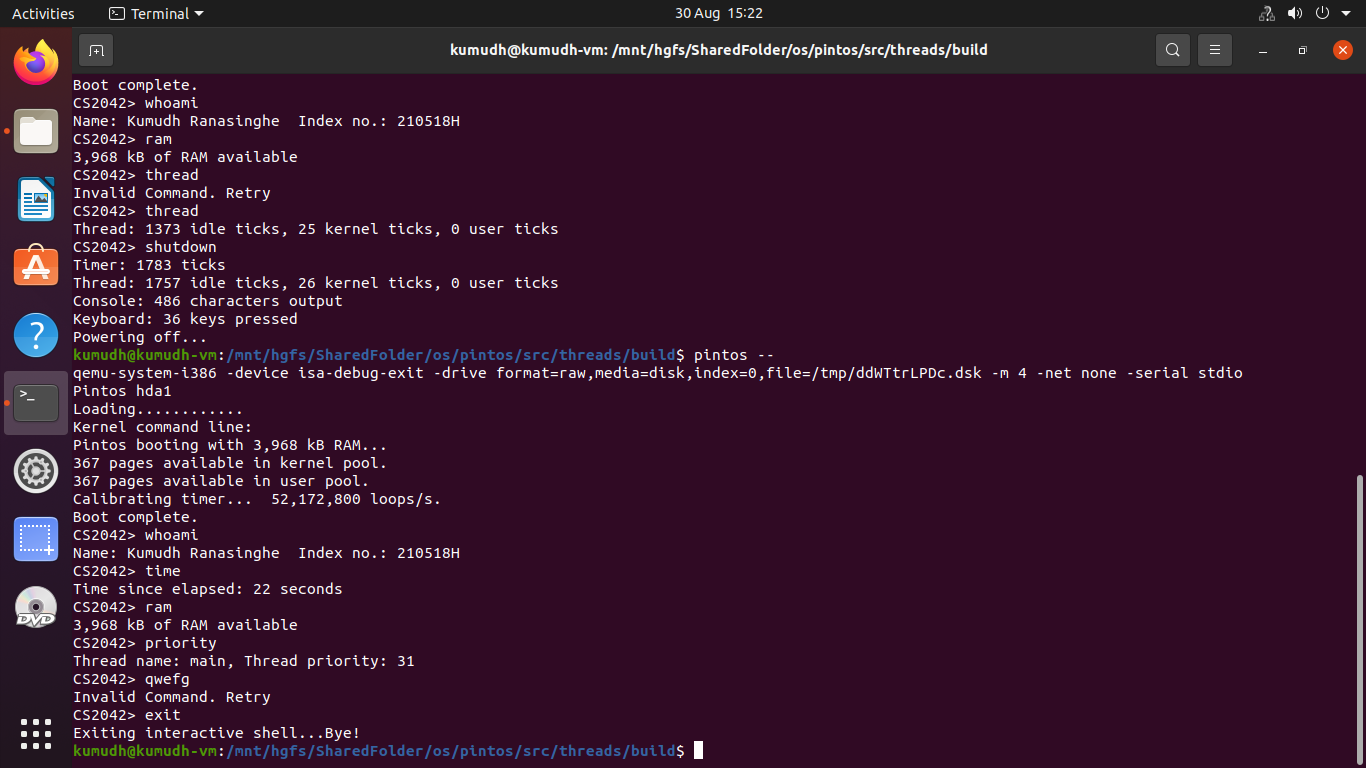 Activities Terminal 30 Aug 15:22
kumudh@kumudh-vm: /mnt/hgfs/SharedFolder/os/pintos/src/threads/build
Boot complete.
CS2042> whoami
Name: Kumudh Ranasinghe  Index no.: 210518H
CS2042> ram
3,968 kB of RAM available
CS2042> thread
Invalid Command. Retry
CS2042> thread
Thread: 1373 idle ticks, 25 kernel ticks, 0 user ticks
CS2042> shutdown
Timer: 1783 ticks
Thread: 1757 idle ticks, 26 kernel ticks, 0 user ticks
Console: 486 characters output
Keyboard: 36 keys pressed
Powering off...
kumudh@kumudh-vm:/mnt/hgfs/SharedFolder/os/pintos/src/threads/build$ pintos --
qemu-system-i386 -device isa-debug-exit -drive format=raw,media=disk,index=0,file=/tmp/ddWTtrLPDc.dsk -m 4 -net none -serial stdio
Pintos hda1
Loading............
Kernel command line:
Pintos booting with 3,968 kB RAM...
367 pages available in kernel pool.
367 pages available in user pool.
Calibrating timer...  52,172,800 loops/s.
Boot complete.
CS2042> whoami
Name: Kumudh Ranasinghe  Index no.: 210518H
CS2042> time
Time since elapsed: 22 seconds
CS2042> ram
3,968 kB of RAM available
CS2042> priority
Thread name: main, Thread priority: 31
CS2042> qwefg
Invalid Command. Retry
CS2042> exit
Exiting interactive shell...Bye!
kumudh@kumudh-vm:/mnt/hgfs/SharedFolder/os/pintos/src/threads/build$
DVD